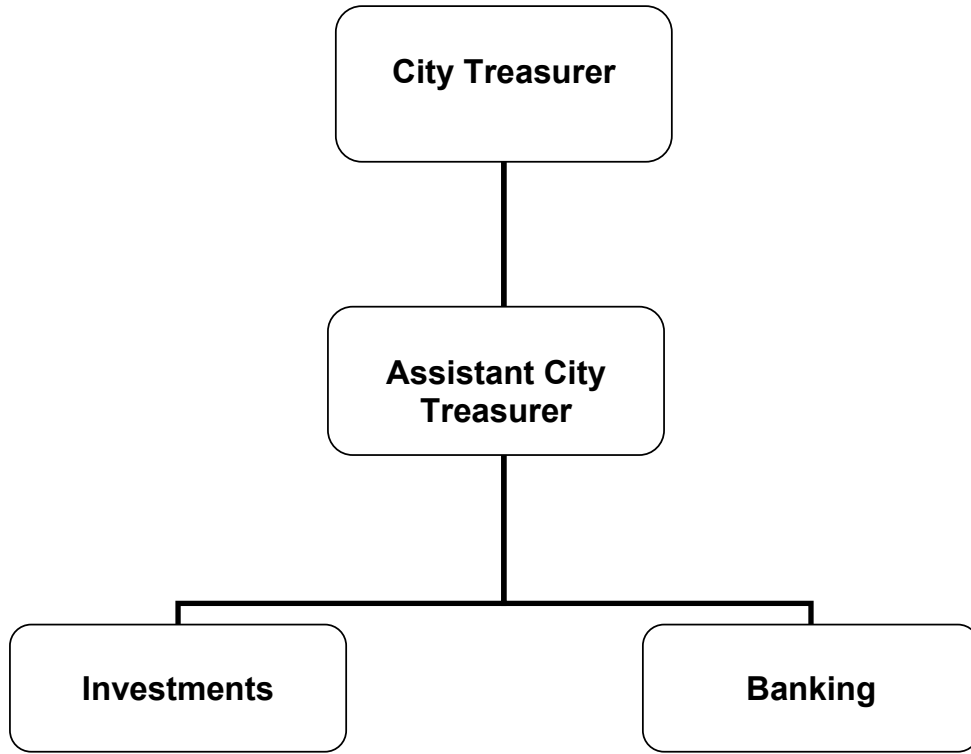 City Treasurer
Assistant City
Treasurer
Investments
Banking